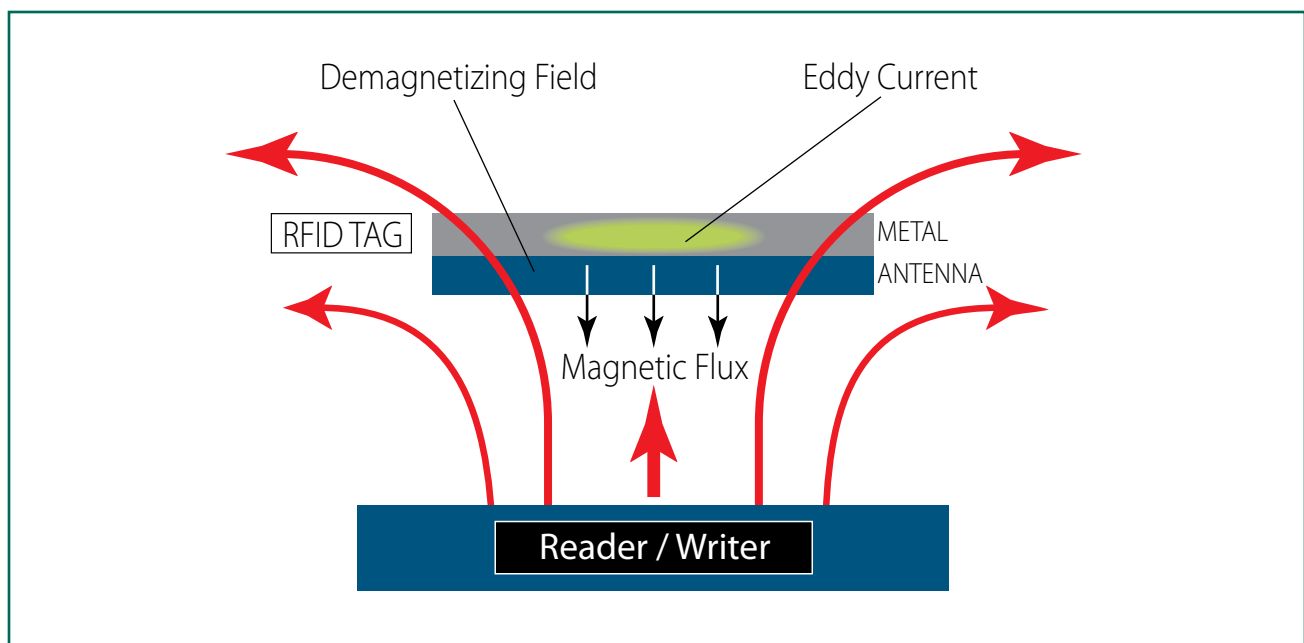 Demagnetizing Field
Eddy Current
RFID TAG
METAL
ANTENNA
Magnetic Flux
Reader / Writer